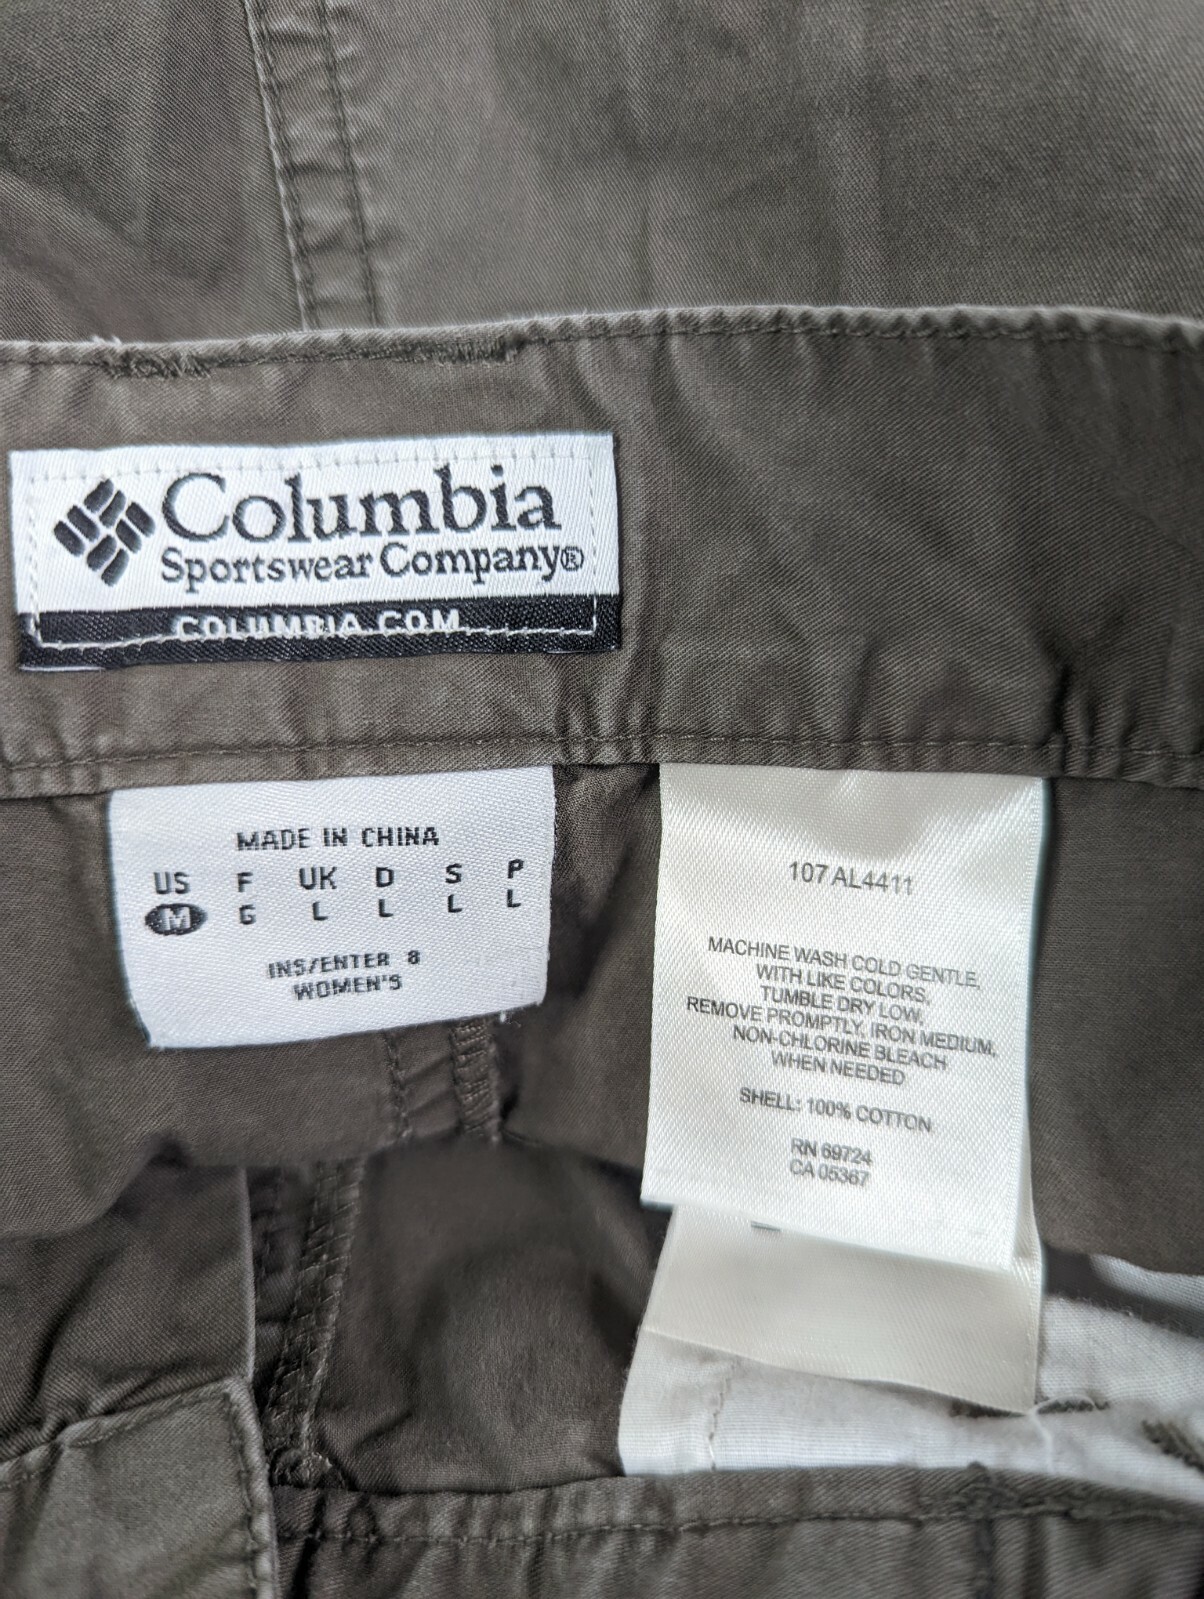 Columbia
Sportswear Company®
COLUMBIA.COM
MADE IN CHINA
US F UK D S P
M G L L L L
INS/ENTER 8
WOMEN'S
107 AL4411
MACHINE WASH COLD GENTLE,
WITH LIKE COLORS,
TUMBLE DRY LOW,
REMOVE PROMPTLY. IRON MEDIUM,
NON-CHLORINE BLEACH
WHEN NEEDED
SHELL: 100% COTTON
RN 69724
CA 05367